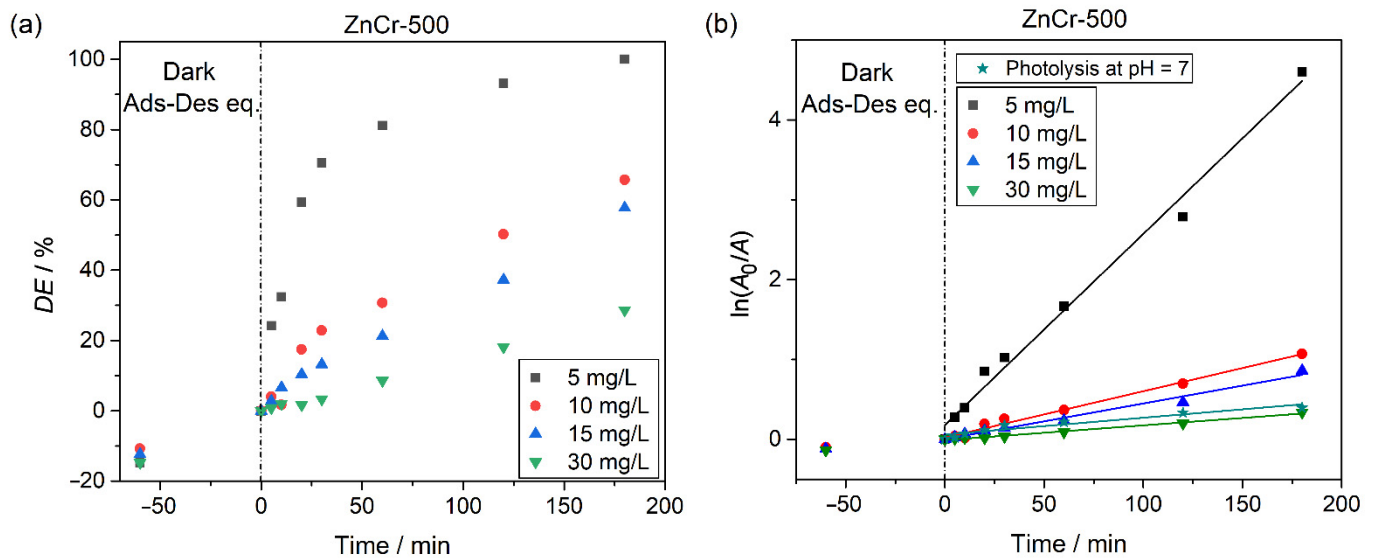 (a)
ZnCr-500
Dark
Ads-Des eq.
DE / %
100
80
60
40
20
0
−20
5 mg/L
10 mg/L
15 mg/L
30 mg/L
−50
0
50
100
150
200
Time / min
(b)
ZnCr-500
Dark
Ads-Des eq.
Photolysis at pH = 7
5 mg/L
10 mg/L
15 mg/L
30 mg/L
ln(A0/A)
4
2
0
−50
0
50
100
150
200
Time / min